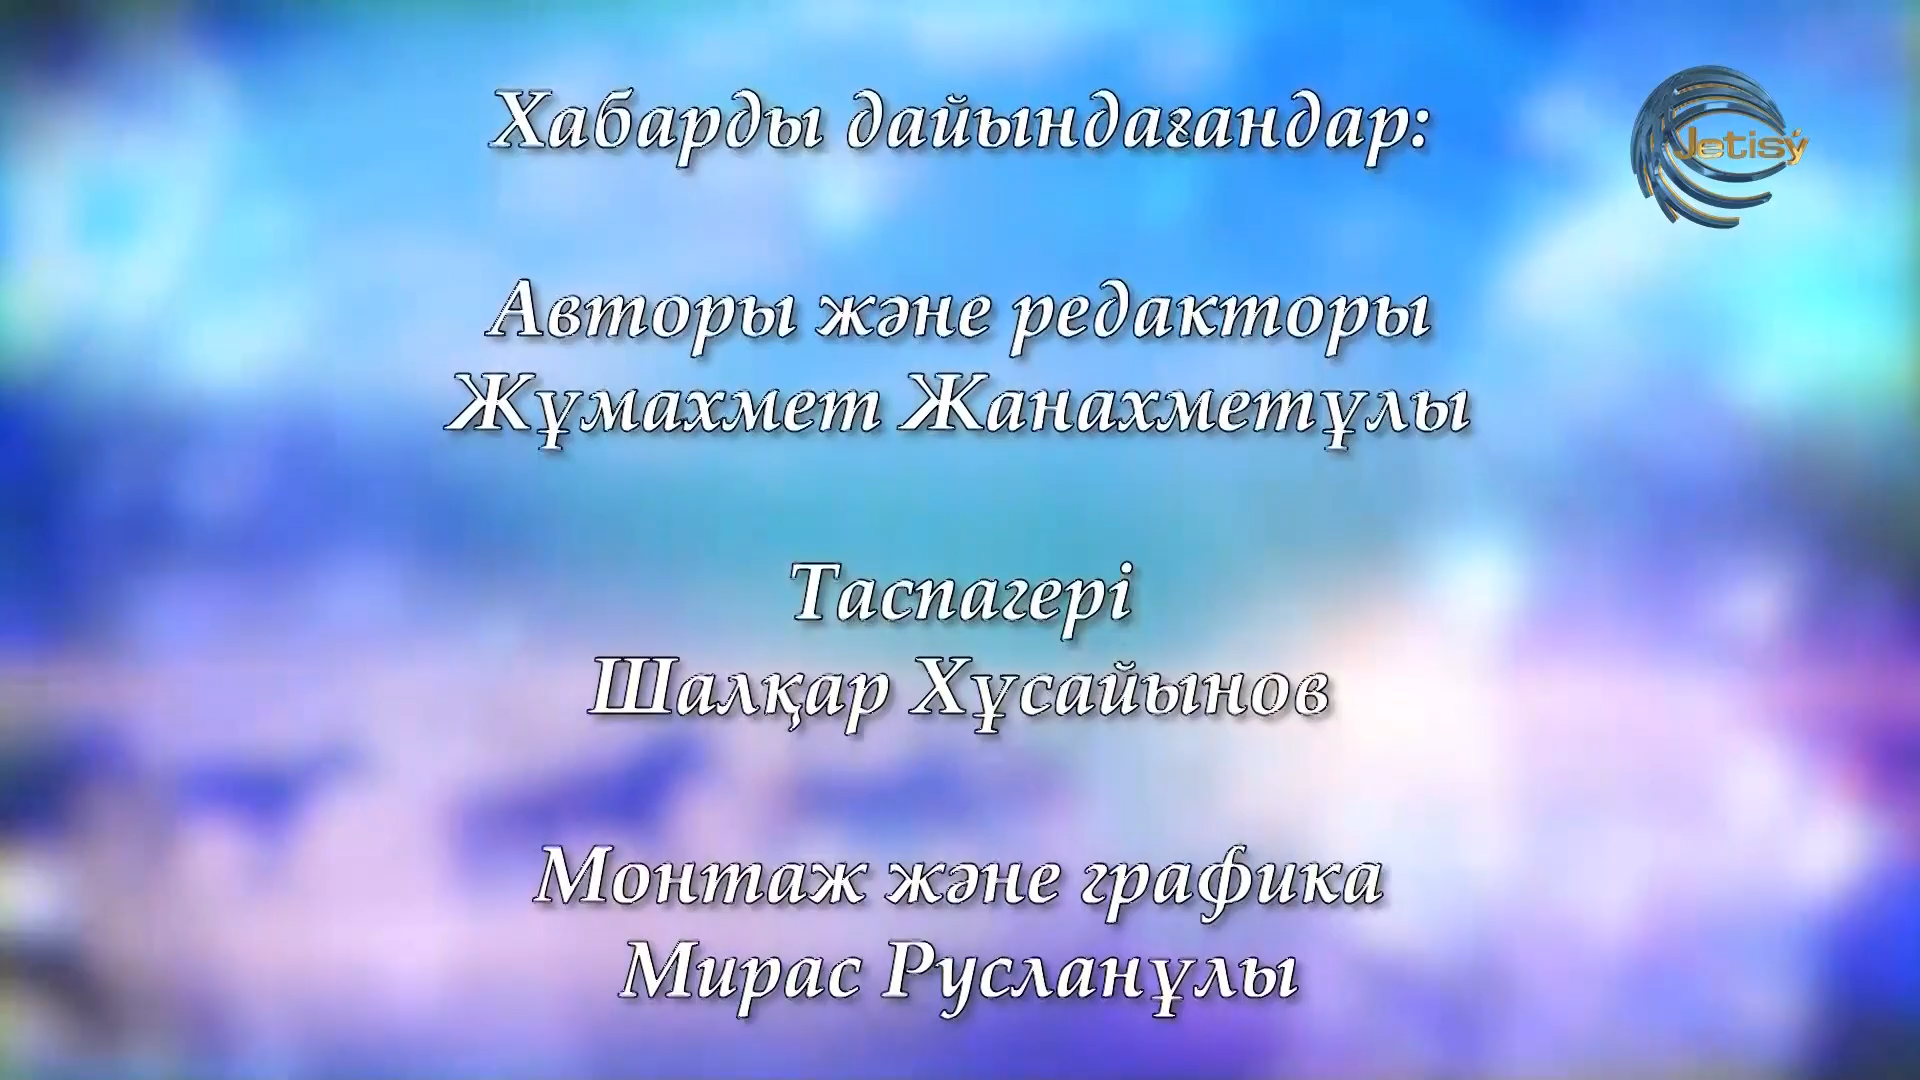 Хабарды дайындағандар:
Jetisý
Авторы және редакторы
Жұмахмет Жанахметұлы
Таспагері
Шалқар Хұсайынов
Монтаж және графика
Мирас Русланұлы